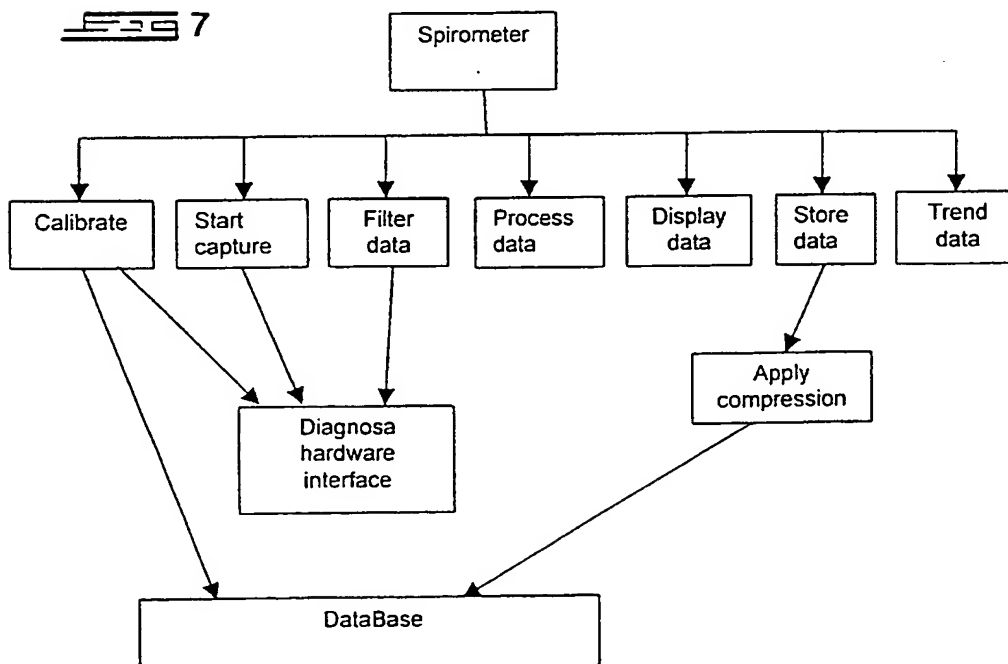 FIG 7
Spirometer
Calibrate
Start
capture
Filter
data
Process
data
Display
data
Store
data
Trend
data
Apply
compression
Diagnosa
hardware
interface
DataBase